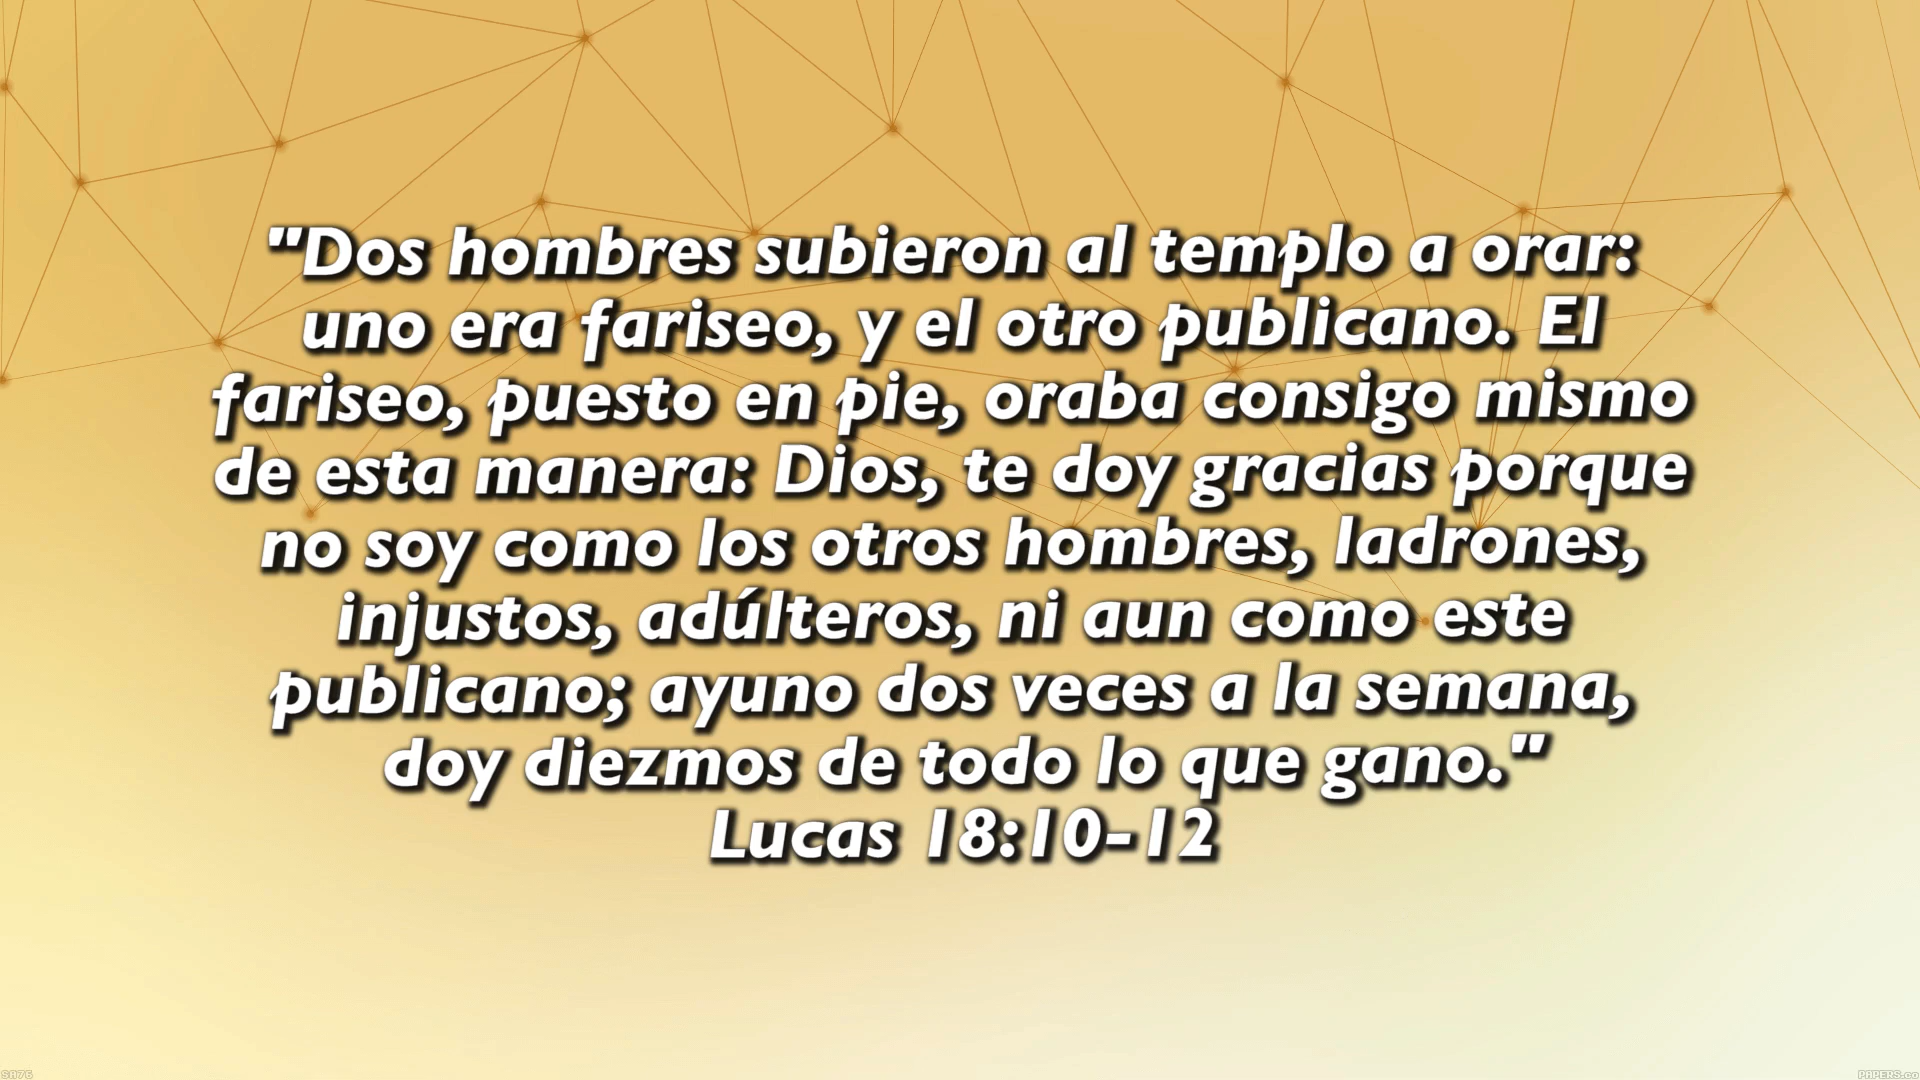 "Dos hombres subieron al templo a orar:
uno era fariseo, y el otro publicano. El
fariseo, puesto en pie, oraba consigo mismo
de esta manera: Dios, te doy gracias porque
no soy como los otros hombres, ladrones,
injustos, adúlteros, ni aun como este
publicano; ayuno dos veces a la semana,
doy diezmos de todo lo que gano."
Lucas 18:10-12
SA76
PAPERS.co